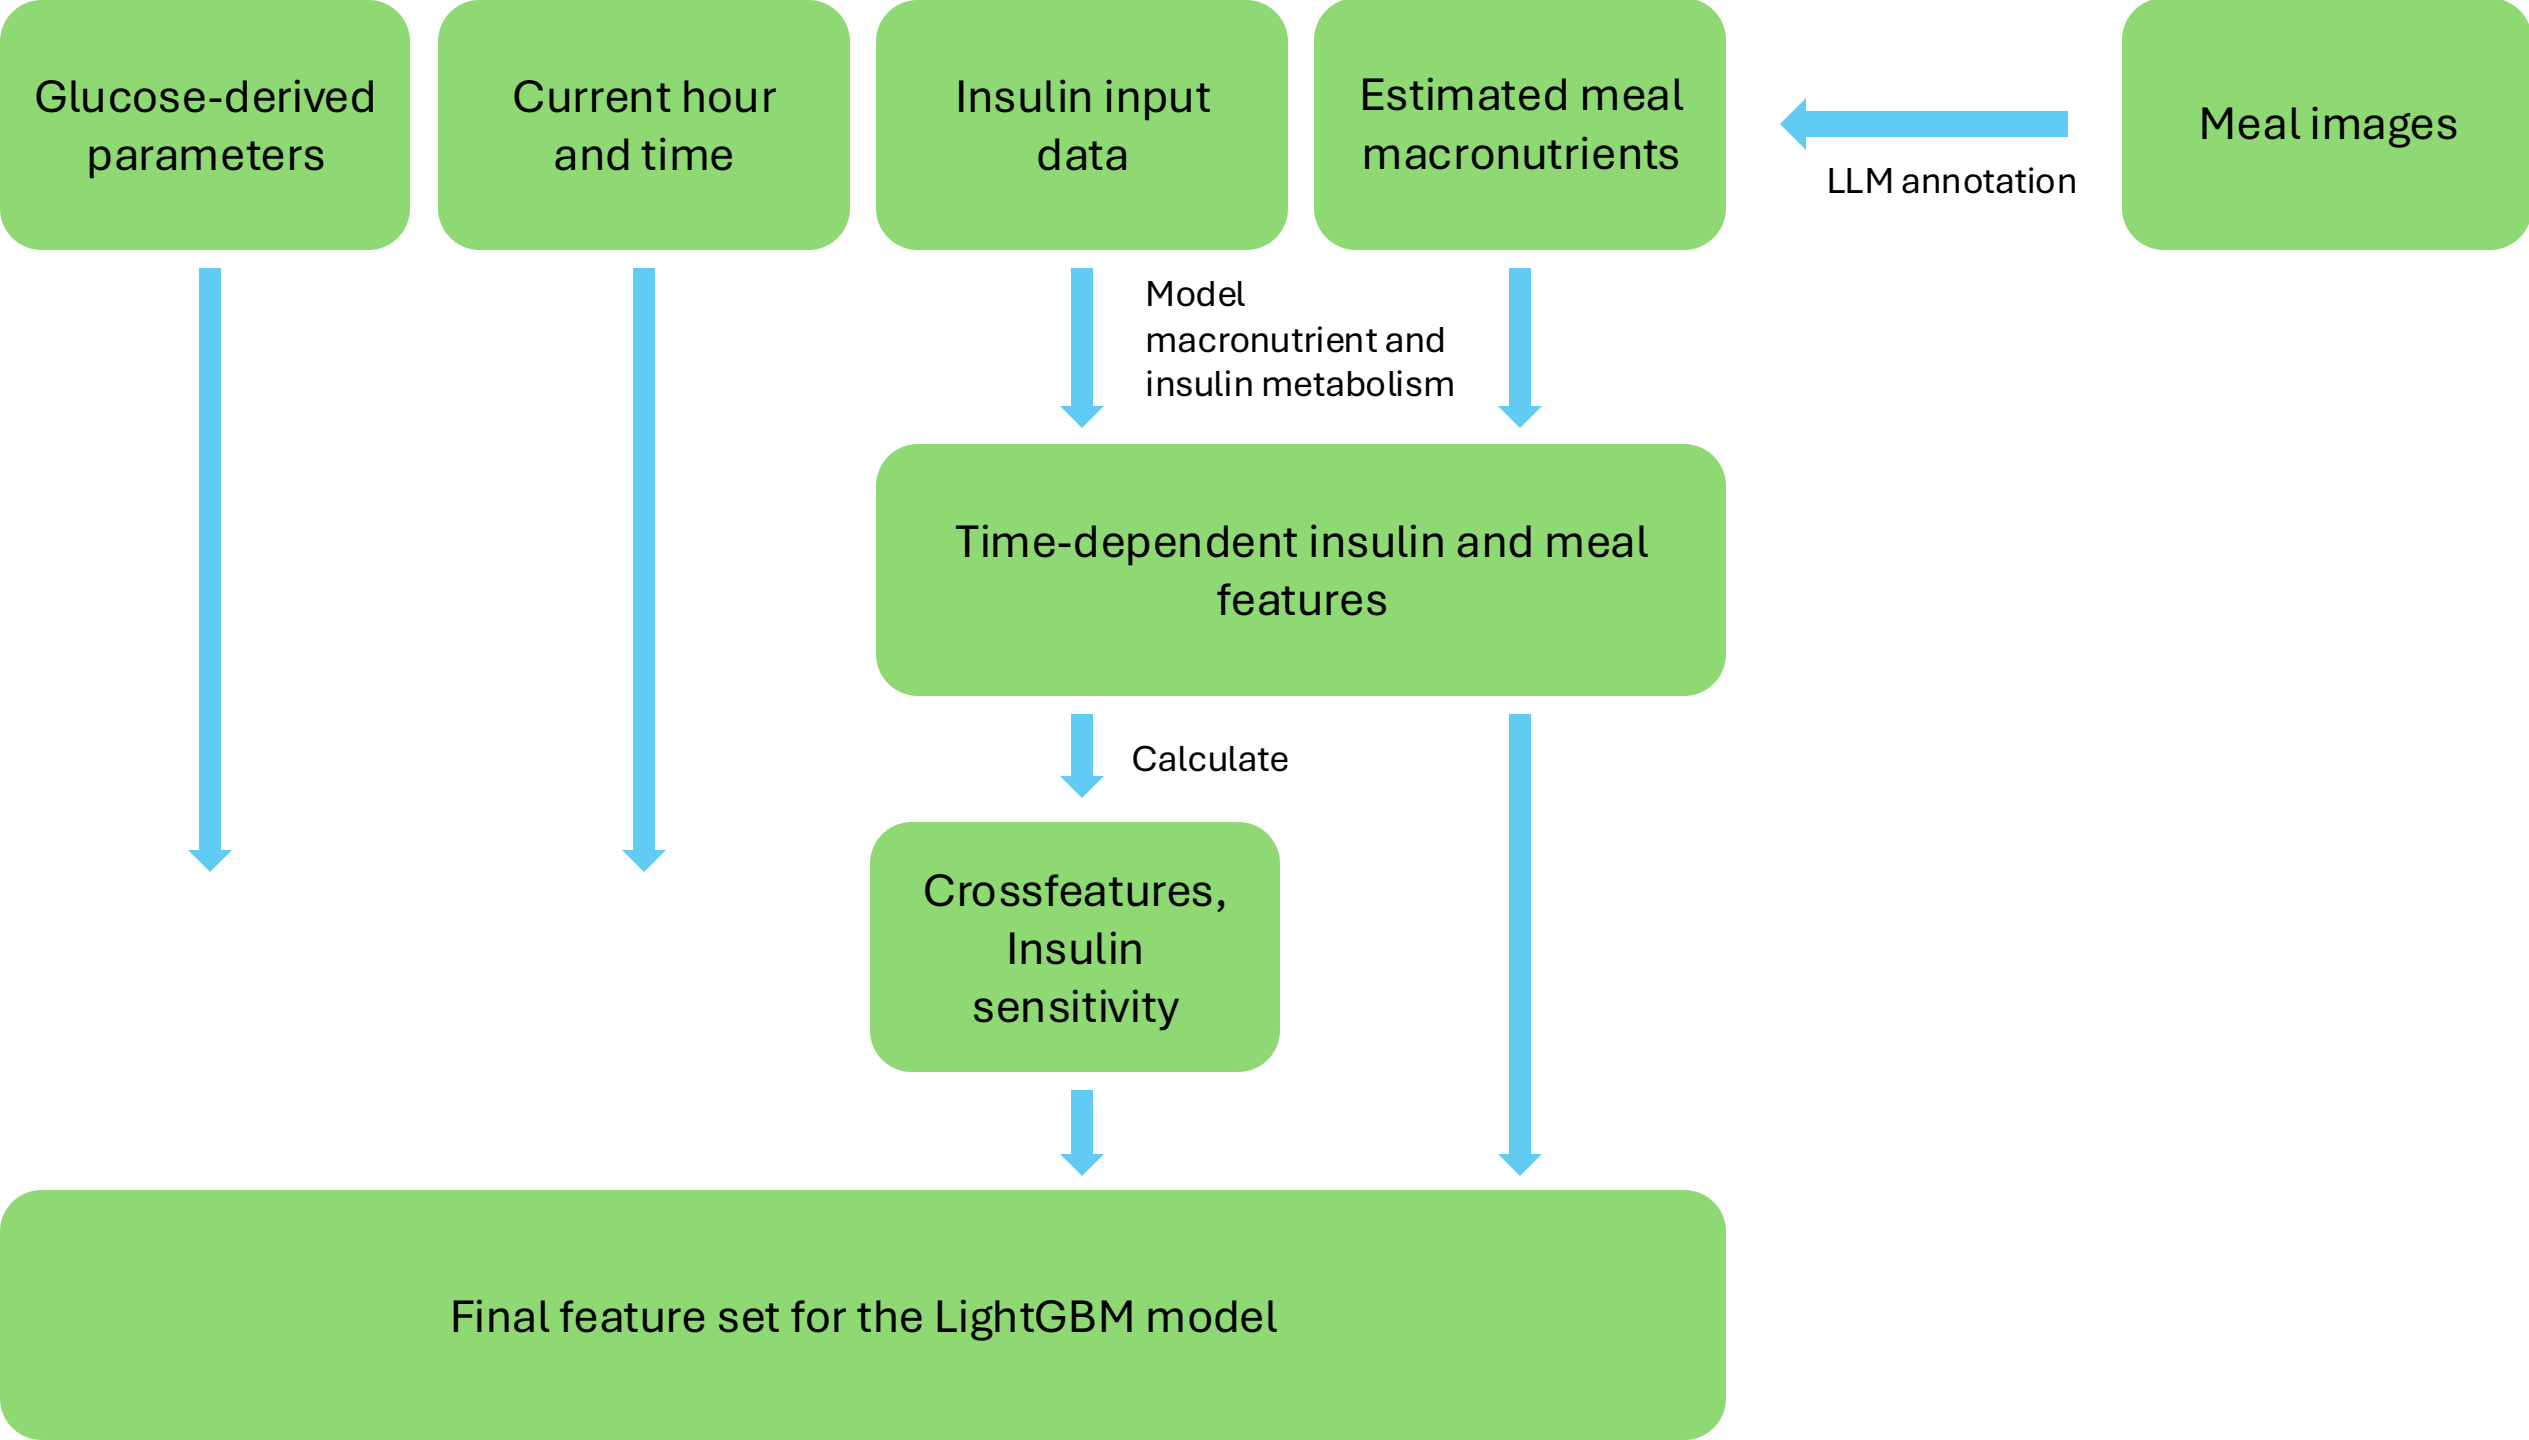 Glucose-derived
parameters
Current hour
and time
Insulin input
data
Estimated meal
macronutrients
LLM annotation
Meal images
Model
macronutrient and
insulin metabolism
Time-dependent insulin and meal
features
Calculate
Crossfeatures,
Insulin
sensitivity
Final feature set for the LightGBM model